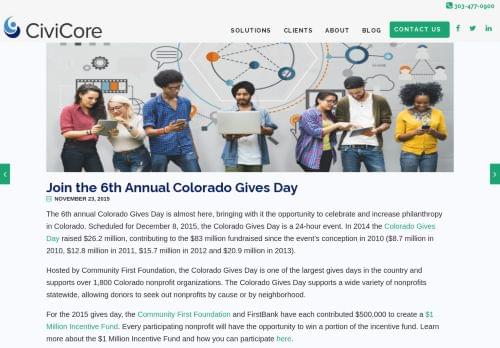 303-477-0900
CiviCore
SOLUTIONS CLIENTS ABOUT BLOG CONTACT US
Join the 6th Annual Colorado Gives Day
NOVEMBER 23, 2015
The 6th annual Colorado Gives Day is almost here, bringing with it the opportunity to celebrate and increase philanthropy
in Colorado. Scheduled for December 8, 2015, the Colorado Gives Day is a 24-hour event. In 2014 the Colorado Gives
Day raised $26.2 million, contributing to the $83 million fundraised since the event's conception in 2010 ($8.7 million in
2010, $12.8 million in 2011, $15.7 million in 2012 and $20.9 million in 2013).
Hosted by Community First Foundation, the Colorado Gives Day is one of the largest gives days in the country and
supports over 1,800 Colorado nonprofit organizations. The Colorado Gives Day supports a wide variety of nonprofits
statewide, allowing donors to seek out nonprofits by cause or by neighborhood.
For the 2015 gives day, the Community First Foundation and FirstBank have each contributed $500,000 to create a $1
Million Incentive Fund. Every participating nonprofit will have the opportunity to win a portion of the incentive fund. Learn
more about the $1 Million Incentive Fund and how you can participate here.